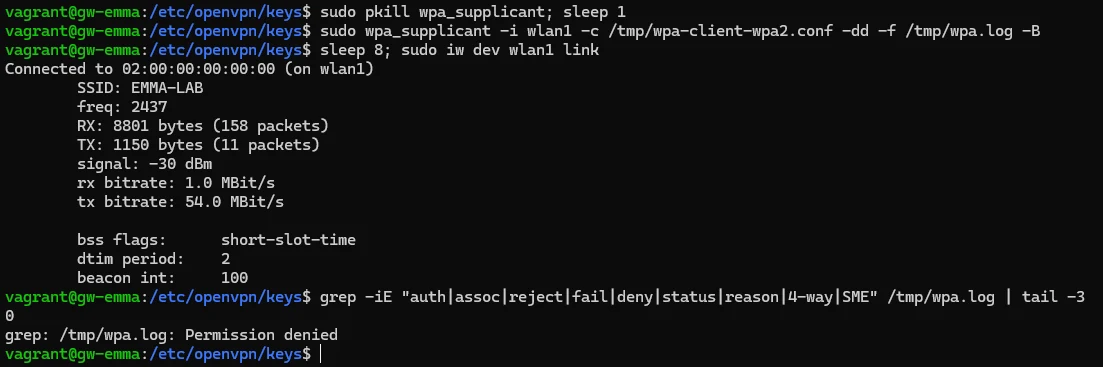 vagrant@gw-emma:/etc/openvpn/keys$ sudo pkill wpa_supplicant; sleep 1
vagrant@gw-emma:/etc/openvpn/keys$ sudo wpa_supplicant -i wlan1 -c /tmp/wpa-client-wpa2.conf -dd -f /tmp/wpa.log -B
vagrant@gw-emma:/etc/openvpn/keys$ sleep 8; sudo iw dev wlan1 link
Connected to 02:00:00:00:00:00 (on wlan1)
        SSID: EMMA-LAB
        freq: 2437
        RX: 8801 bytes (158 packets)
        TX: 1150 bytes (11 packets)
        signal: -30 dBm
        rx bitrate: 1.0 MBit/s
        tx bitrate: 54.0 MBit/s

        bss flags:      short-slot-time
        dtim period:    2
        beacon int:     100
vagrant@gw-emma:/etc/openvpn/keys$ grep -iE "auth|assoc|reject|fail|deny|status|reason|4-way|SME" /tmp/wpa.log | tail -3
0
grep: /tmp/wpa.log: Permission denied
vagrant@gw-emma:/etc/openvpn/keys$